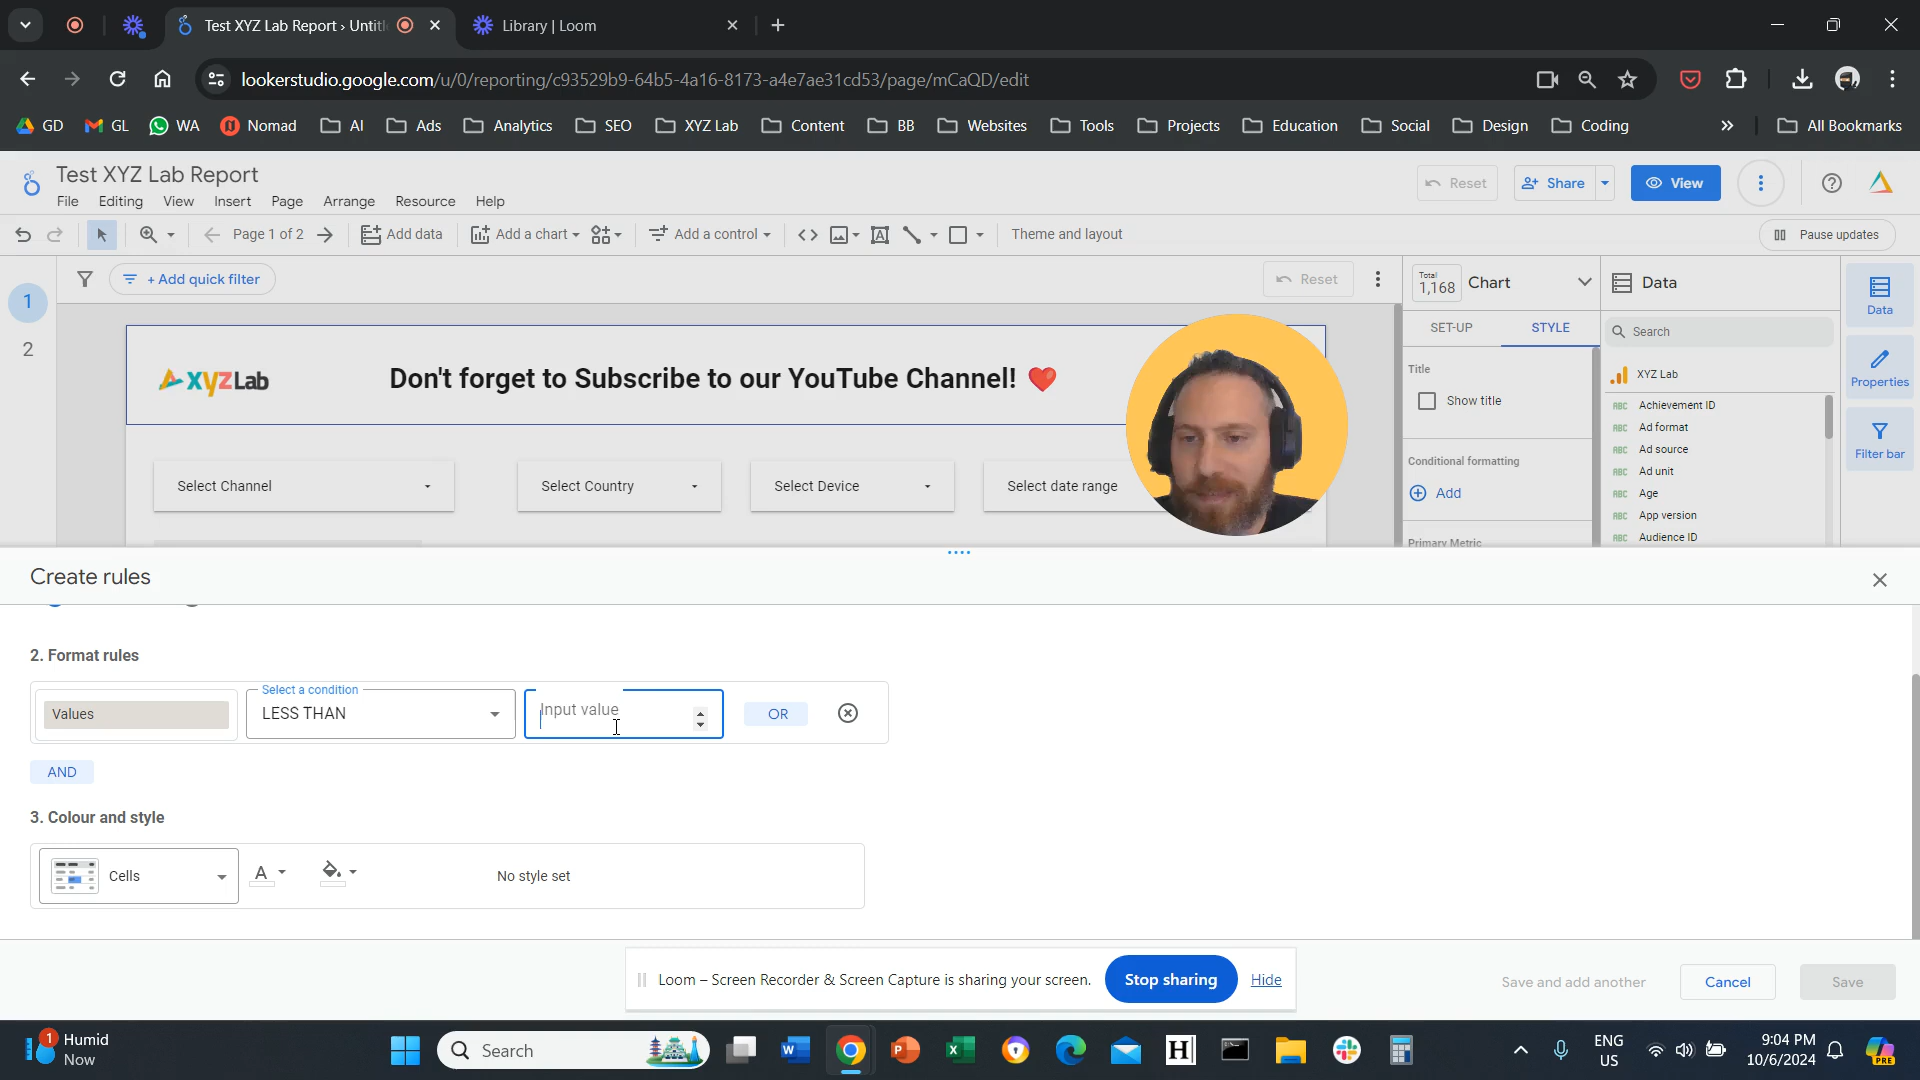 Test XYZ Lab Report › Untitl
Library | Loom
lookerstudio.google.com/u/0/reporting/c93529b9-64b5-4a16-8173-a4e7ae31cd53/page/mCaQD/edit
GD GL WA Nomad AI Ads Analytics SEO XYZ Lab Content BB Websites Tools Projects Education Social Design Coding All Bookmarks
Test XYZ Lab Report
File Editing View Insert Page Arrange Resource Help
Reset Share View
Page 1 of 2 Add data Add a chart Add a control Theme and layout Pause updates
1
2
+ Add quick filter
Reset
XYZLab
Don't forget to Subscribe to our YouTube Channel! ❤️
Select Channel Select Country Select Device Select date range
Total
1,168
Chart
SET-UP STYLE
Title
Show title
Conditional formatting
Add
Primary Metric
Data
Search
XYZ Lab
ABC Achievement ID
ABC Ad format
ABC Ad source
ABC Ad unit
ABC Age
ABC App version
ABC Audience ID
Data
Properties
Filter bar
Create rules
2. Format rules
Values
Select a condition
LESS THAN
Input value
OR
AND
3. Colour and style
Cells
A
No style set
Loom – Screen Recorder & Screen Capture is sharing your screen. Stop sharing Hide
Save and add another Cancel Save
1
Humid
Now
Search
ENG
US
9:04 PM
10/6/2024
PRE